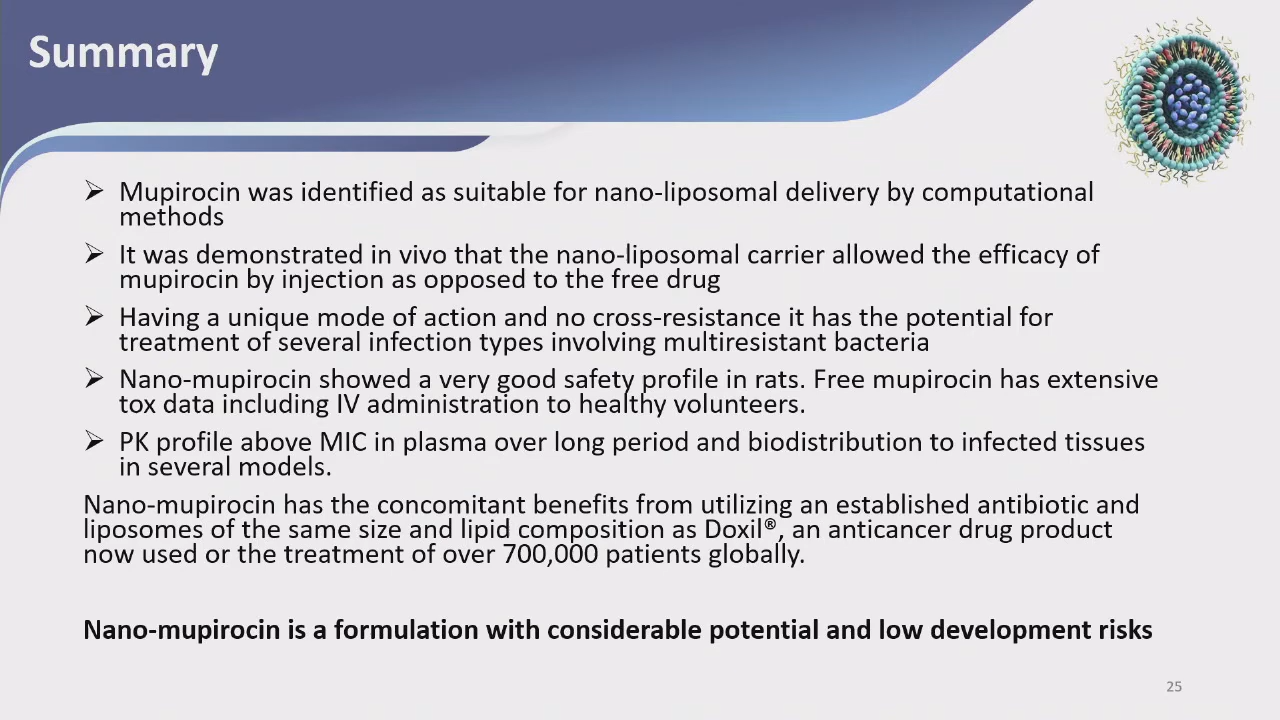 Summary
➢ Mupirocin was identified as suitable for nano-liposomal delivery by computational
methods
➢ It was demonstrated in vivo that the nano-liposomal carrier allowed the efficacy of
mupirocin by injection as opposed to the free drug
➢ Having a unique mode of action and no cross-resistance it has the potential for
treatment of several infection types involving multiresistant bacteria
➢ Nano-mupirocin showed a very good safety profile in rats. Free mupirocin has extensive
tox data including IV administration to healthy volunteers.
➢ PK profile above MIC in plasma over long period and biodistribution to infected tissues
in several models.
Nano-mupirocin has the concomitant benefits from utilizing an established antibiotic and
liposomes of the same size and lipid composition as Doxil®, an anticancer drug product
now used or the treatment of over 700,000 patients globally.
Nano-mupirocin is a formulation with considerable potential and low development risks
25